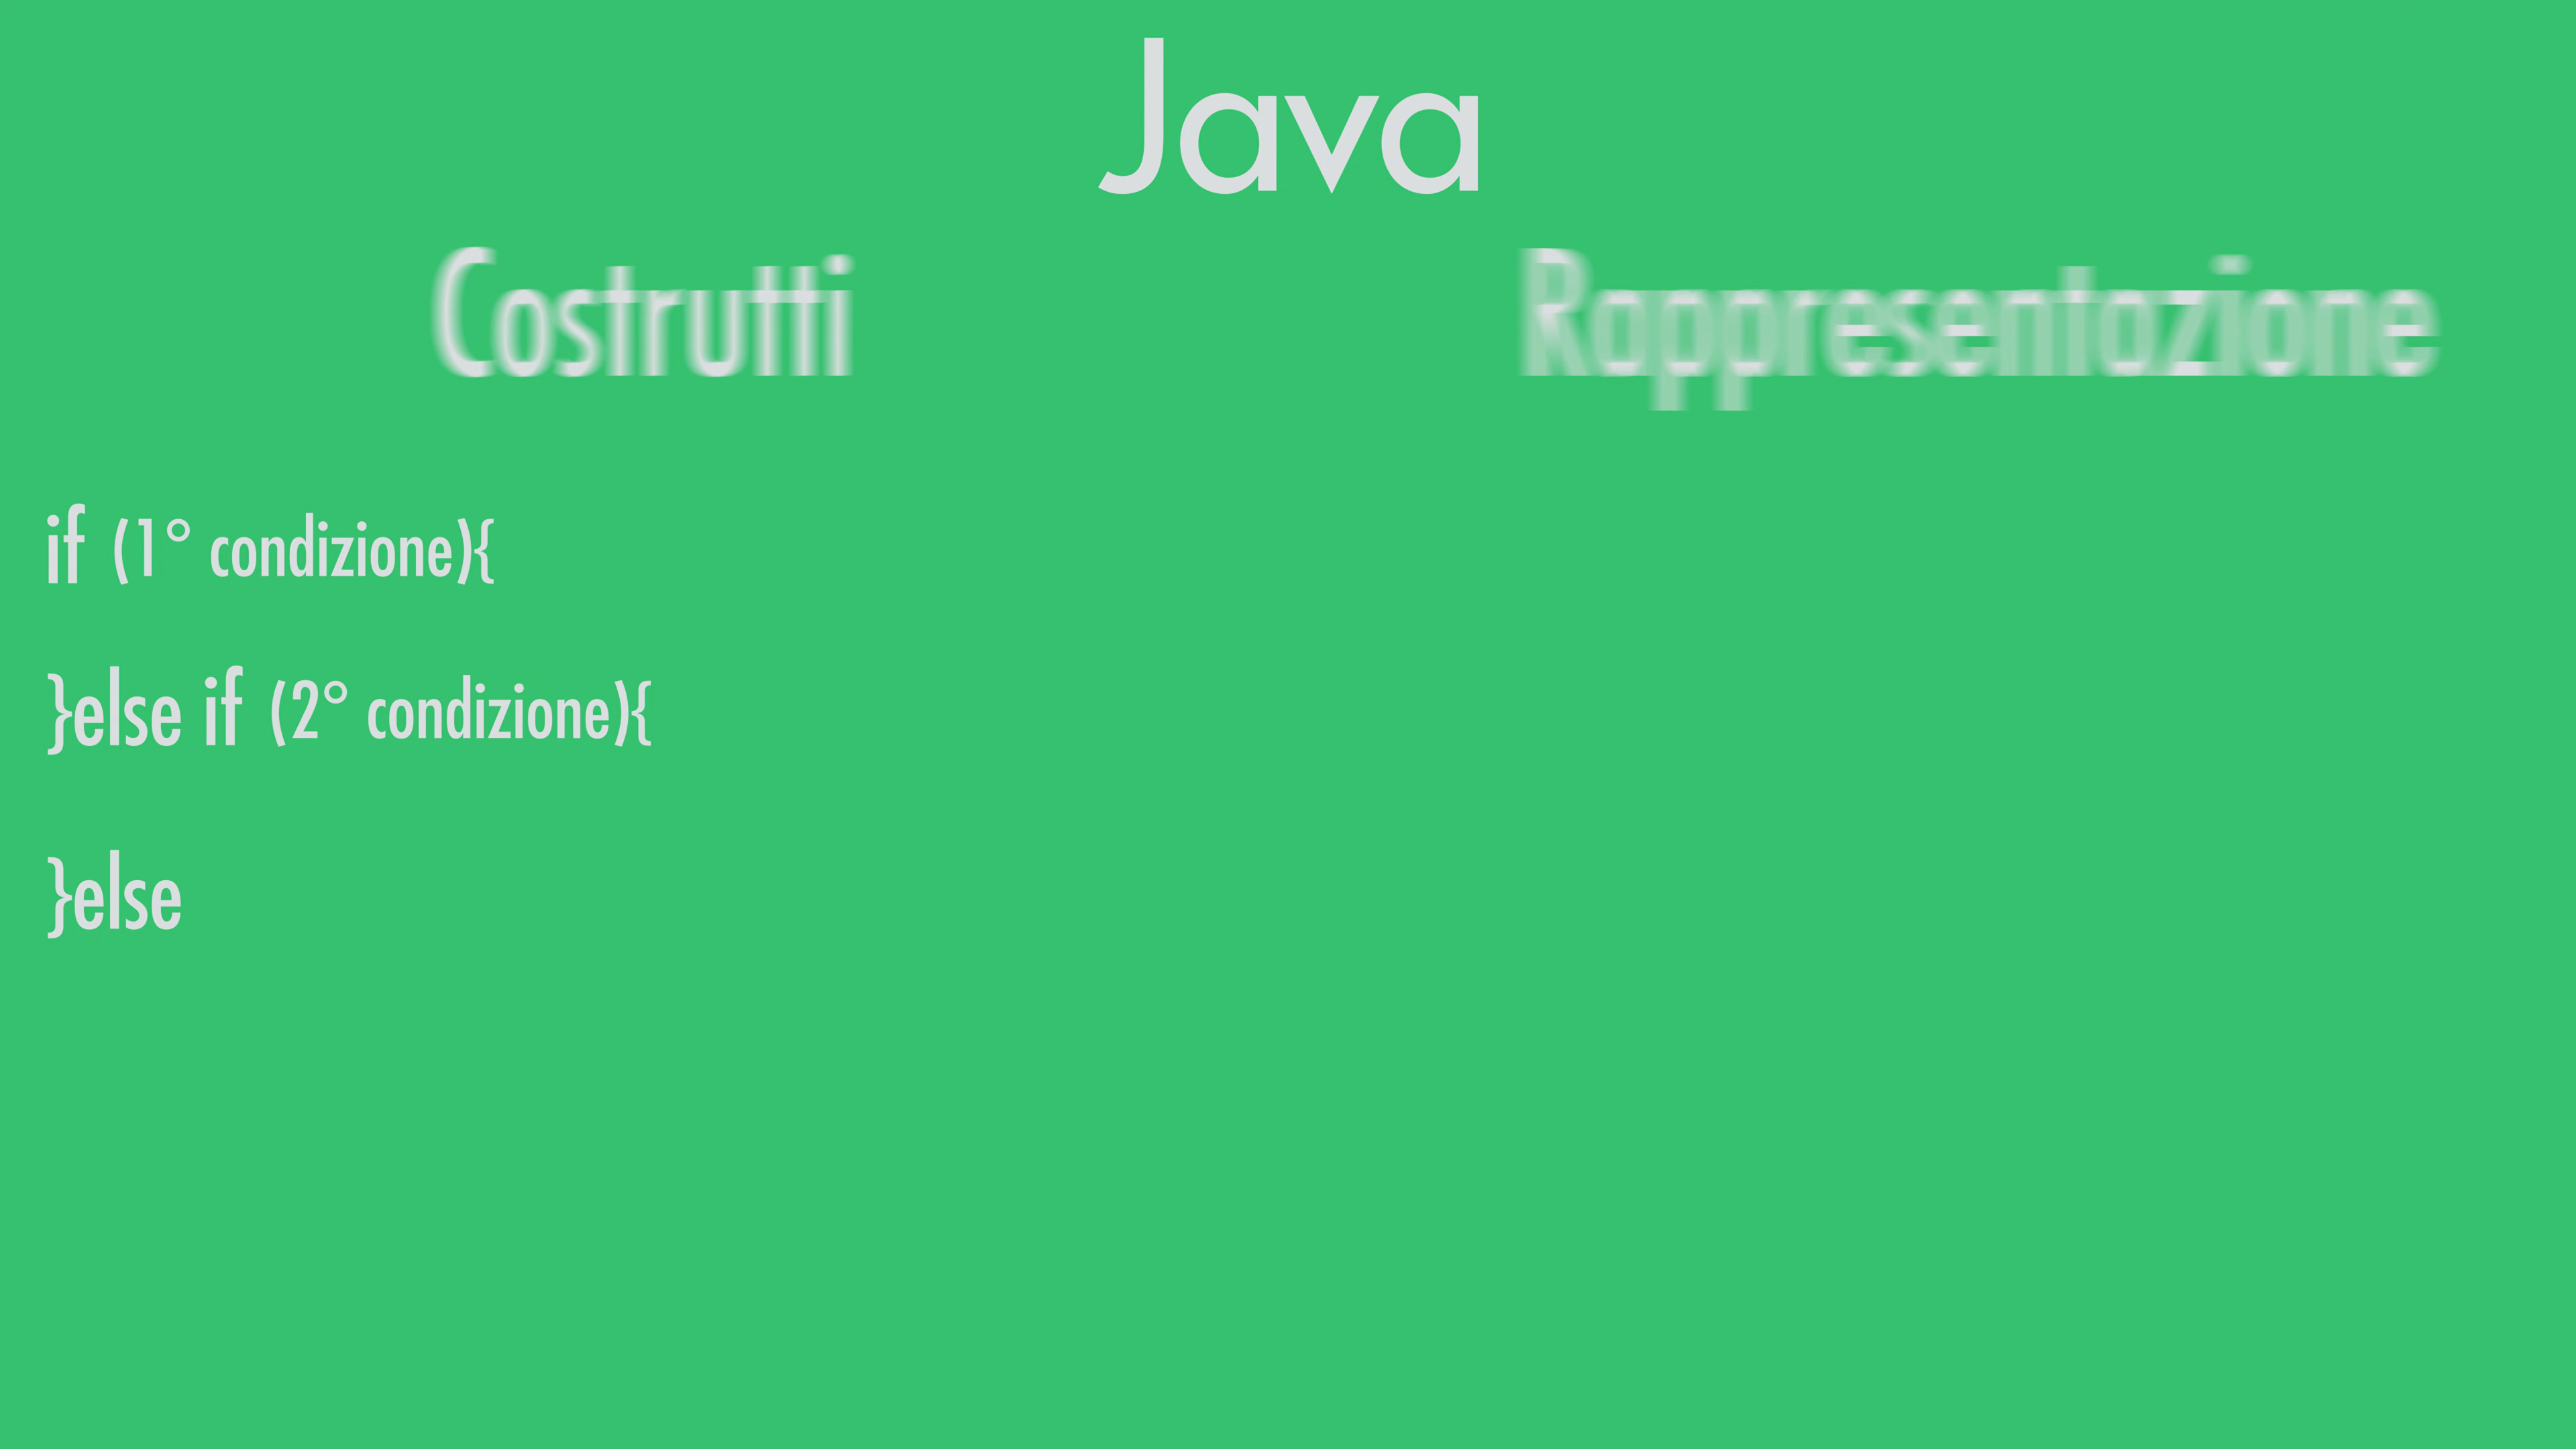 Java
Costrutti Rappresentazione
if (1° condizione){
}else if (2° condizione){
}else